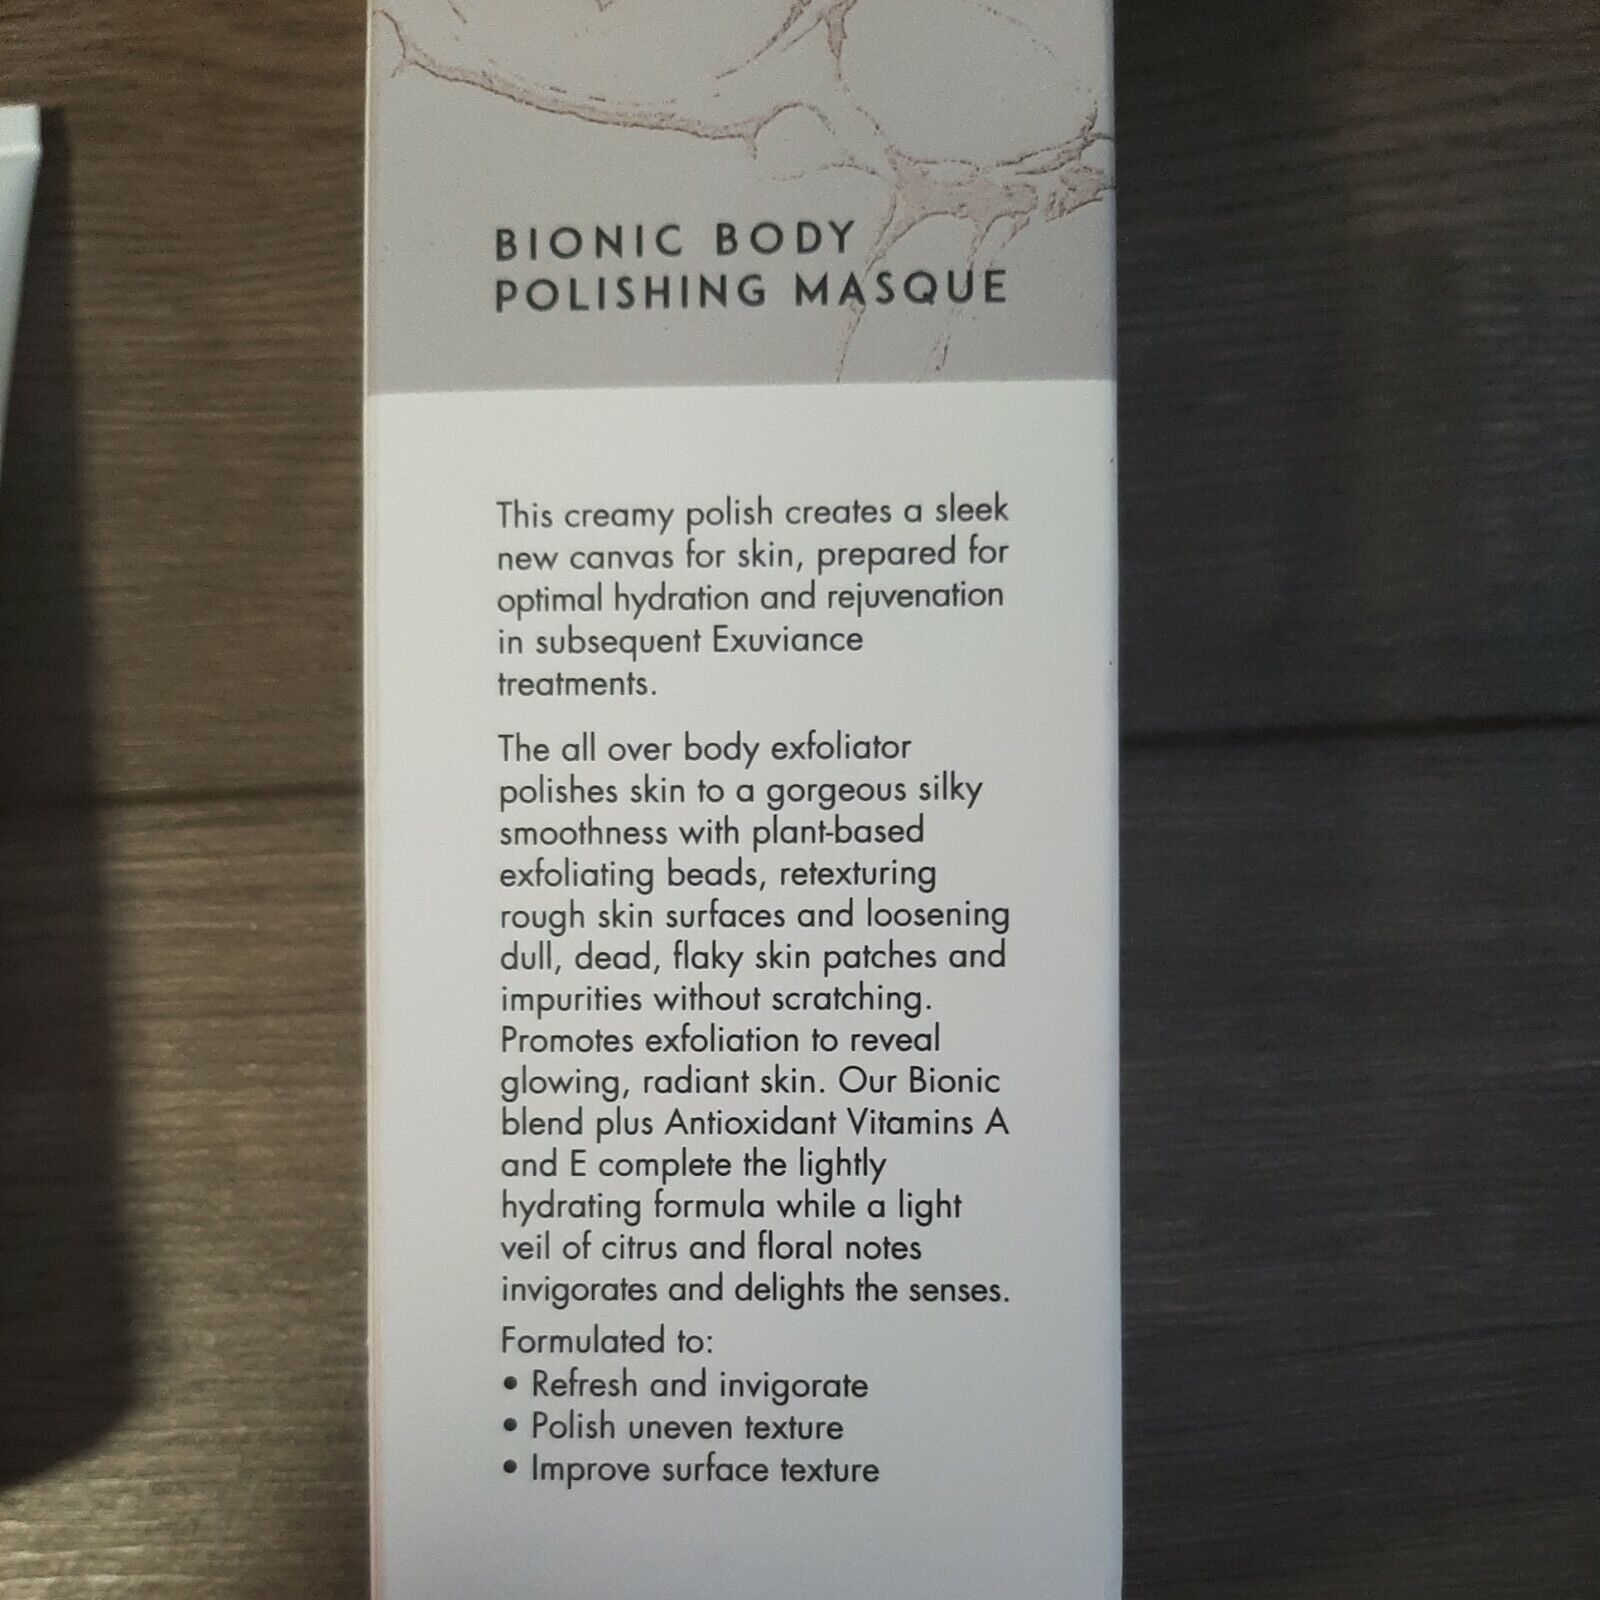 BIONIC BODY
POLISHING MASQUE
This creamy polish creates a sleek
new canvas for skin, prepared for
optimal hydration and rejuvenation
in subsequent Exuviance
treatments.
The all over body exfoliator
polishes skin to a gorgeous silky
smoothness with plant-based
exfoliating beads, retexturing
rough skin surfaces and loosening
dull, dead, flaky skin patches and
impurities without scratching.
Promotes exfoliation to reveal
glowing, radiant skin. Our Bionic
blend plus Antioxidant Vitamins A
and E complete the lightly
hydrating formula while a light
veil of citrus and floral notes
invigorates and delights the senses.
Formulated to:
• Refresh and invigorate
• Polish uneven texture
• Improve surface texture